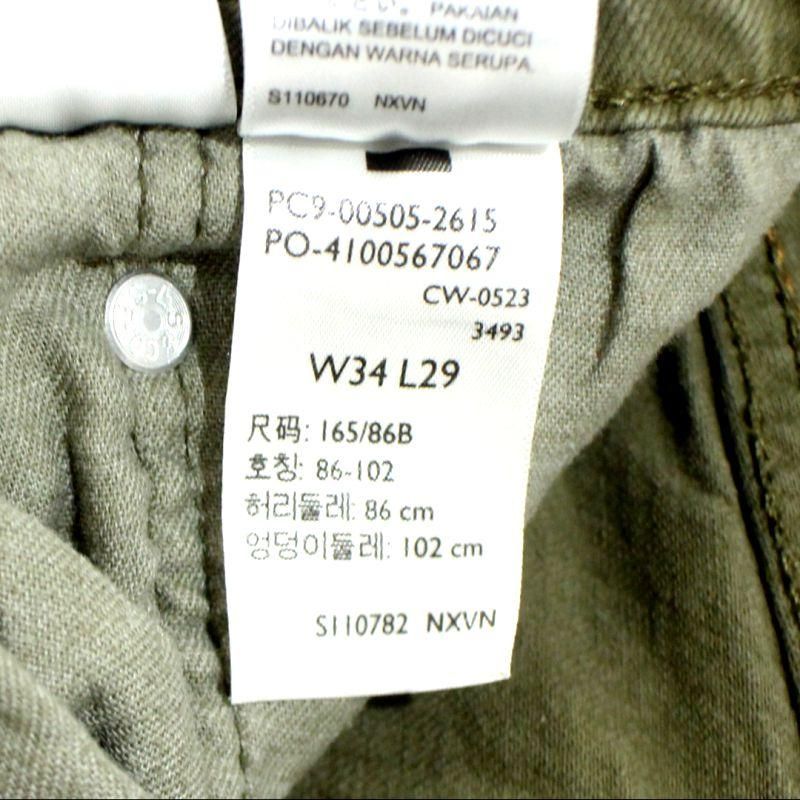 PAKAIAN
DIBALIK SEBELUM DICUCI
DENGAN WARNA SERUPA.
S110670 NXVN
PC9-00505-2615
PO-4100567067
CW-0523
3493
W34 L29
尺码: 165/86B
호칭: 86-102
허리둘레: 86 cm
엉덩이둘레: 102 cm
S110782 NXVN